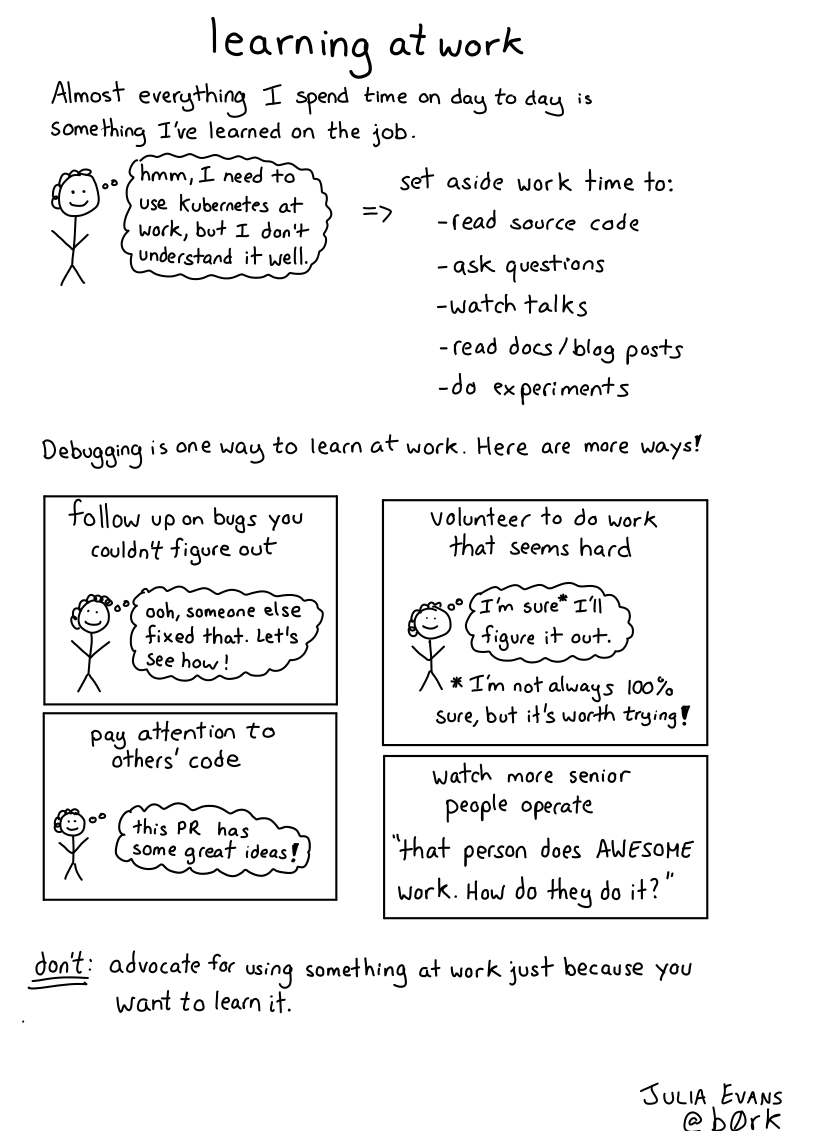 learning at work
Almost everything I spend time on day to day is
something I've learned on the job.
hmm, I need to
use Kubernetes at
work, but I don't
understand it well.
=>
set aside work time to:
-read source code
-ask questions
-watch talks
-read docs/blog posts
-do experiments
Debugging is one way to learn at work. Here are more ways!
follow up on bugs you
couldn't figure out
ooh, someone else
fixed that. Let's
see how!
volunteer to do work
that seems hard
I'm sure* I'll
figure it out.
* I'm not always 100%
sure, but it's worth trying!
pay attention to
others' code
this PR has
some great ideas!
watch more senior
people operate
"that person does AWESOME
work. How do they do it?"
don't: advocate for using something at work just because you
want to learn it.
JULIA EVANS
@b0rk